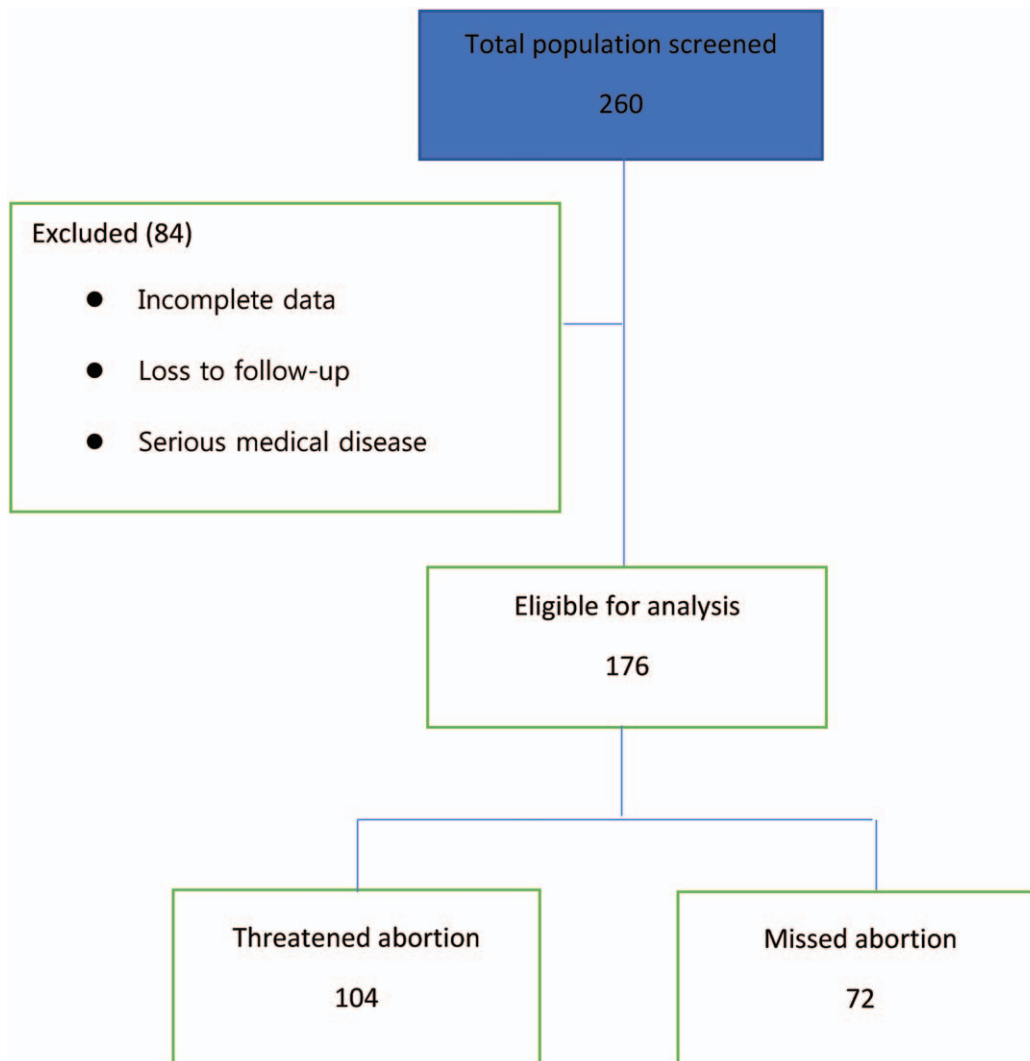 Total population screened
260
Excluded (84)
● Incomplete data
● Loss to follow-up
● Serious medical disease
Eligible for analysis
176
Threatened abortion
104
Missed abortion
72